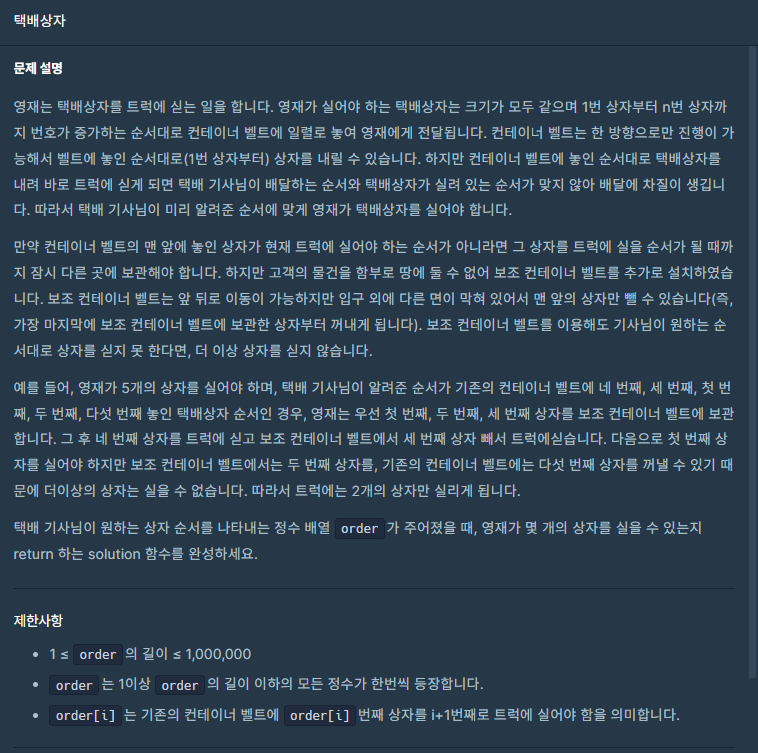 택배상자
문제 설명
영재는 택배상자를 트럭에 싣는 일을 합니다. 영재가 실어야 하는 택배상자는 크기가 모두 같으며 1번 상자부터 n번 상자까
지 번호가 증가하는 순서대로 컨테이너 벨트에 일렬로 놓여 영재에게 전달됩니다. 컨테이너 벨트는 한 방향으로만 진행이 가
능해서 벨트에 놓인 순서대로(1번 상자부터) 상자를 내릴 수 있습니다. 하지만 컨테이너 벨트에 놓인 순서대로 택배상자를
내려 바로 트럭에 싣게 되면 택배 기사님이 배달하는 순서와 택배상자가 실려 있는 순서가 맞지 않아 배달에 차질이 생깁니
다. 따라서 택배 기사님이 미리 알려준 순서에 맞게 영재가 택배상자를 실어야 합니다.
만약 컨테이너 벨트의 맨 앞에 놓인 상자가 현재 트럭에 실어야 하는 순서가 아니라면 그 상자를 트럭에 실을 순서가 될 때까
지 잠시 다른 곳에 보관해야 합니다. 하지만 고객의 물건을 함부로 땅에 둘 수 없어 보조 컨테이너 벨트를 추가로 설치하였습
니다. 보조 컨테이너 벨트는 앞 뒤로 이동이 가능하지만 입구 외에 다른 면이 막혀 있어서 맨 앞의 상자만 뺄 수 있습니다(즉,
가장 마지막에 보조 컨테이너 벨트에 보관한 상자부터 꺼내게 됩니다). 보조 컨테이너 벨트를 이용해도 기사님이 원하는 순
서대로 상자를 싣지 못 한다면, 더 이상 상자를 싣지 않습니다.
예를 들어, 영재가 5개의 상자를 실어야 하며, 택배 기사님이 알려준 순서가 기존의 컨테이너 벨트에 네 번째, 세 번째, 첫 번
째, 두 번째, 다섯 번째 놓인 택배상자 순서인 경우, 영재는 우선 첫 번째, 두 번째, 세 번째 상자를 보조 컨테이너 벨트에 보관
합니다. 그 후 네 번째 상자를 트럭에 싣고 보조 컨테이너 벨트에서 세 번째 상자 빼서 트럭에싣습니다. 다음으로 첫 번째 상
자를 실어야 하지만 보조 컨테이너 벨트에서는 두 번째 상자를, 기존의 컨테이너 벨트에는 다섯 번째 상자를 꺼낼 수 있기 때
문에 더이상의 상자는 실을 수 없습니다. 따라서 트럭에는 2개의 상자만 실리게 됩니다.
택배 기사님이 원하는 상자 순서를 나타내는 정수 배열 order가 주어졌을 때, 영재가 몇 개의 상자를 실을 수 있는지
return 하는 solution 함수를 완성하세요.
제한사항
• 1 ≤ order의 길이 ≤ 1,000,000
• order는 1이상 order의 길이 이하의 모든 정수가 한번씩 등장합니다.
• order[i]는 기존의 컨테이너 벨트에 order[i]번째 상자를 i+1번째로 트럭에 실어야 함을 의미합니다.